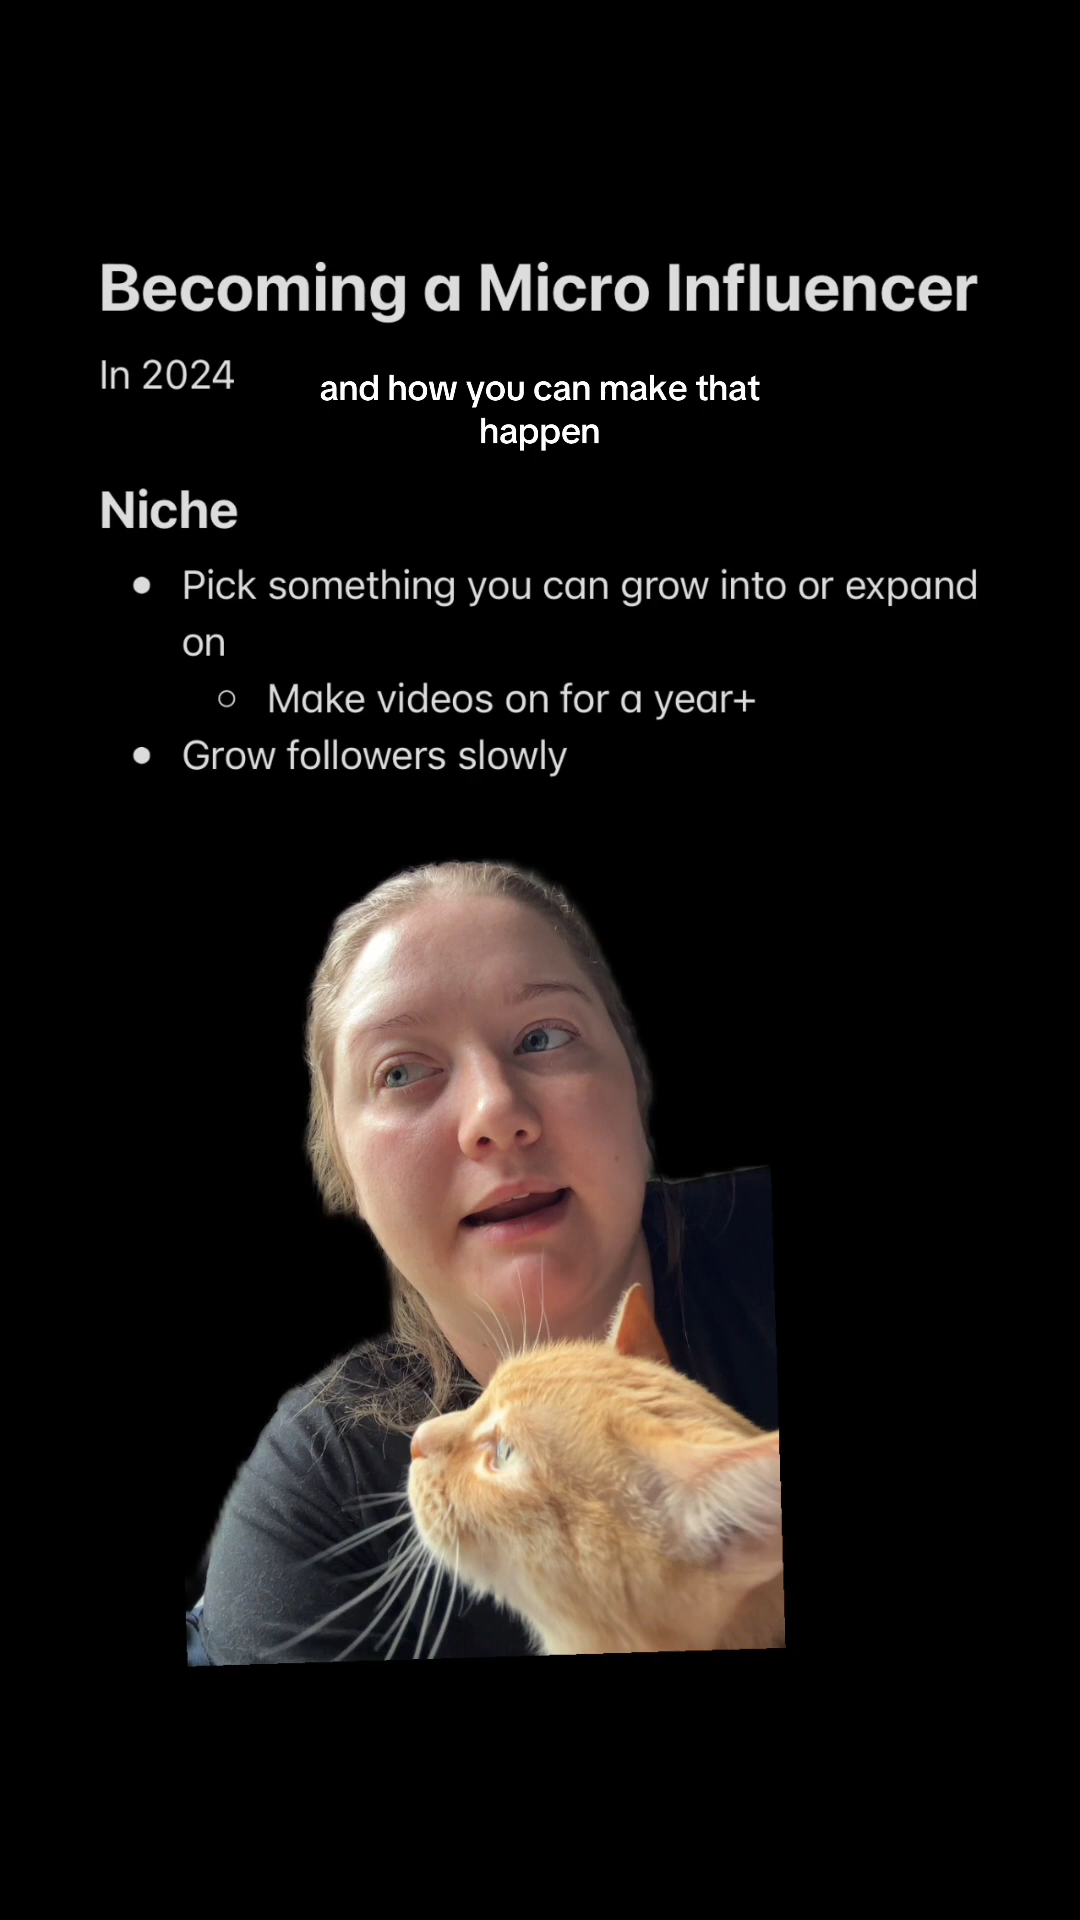 Becoming a Micro Influencer
In 2024
and how you can make that
happen
Niche
Pick something you can grow into or expand
on
Make videos on for a year+
Grow followers slowly